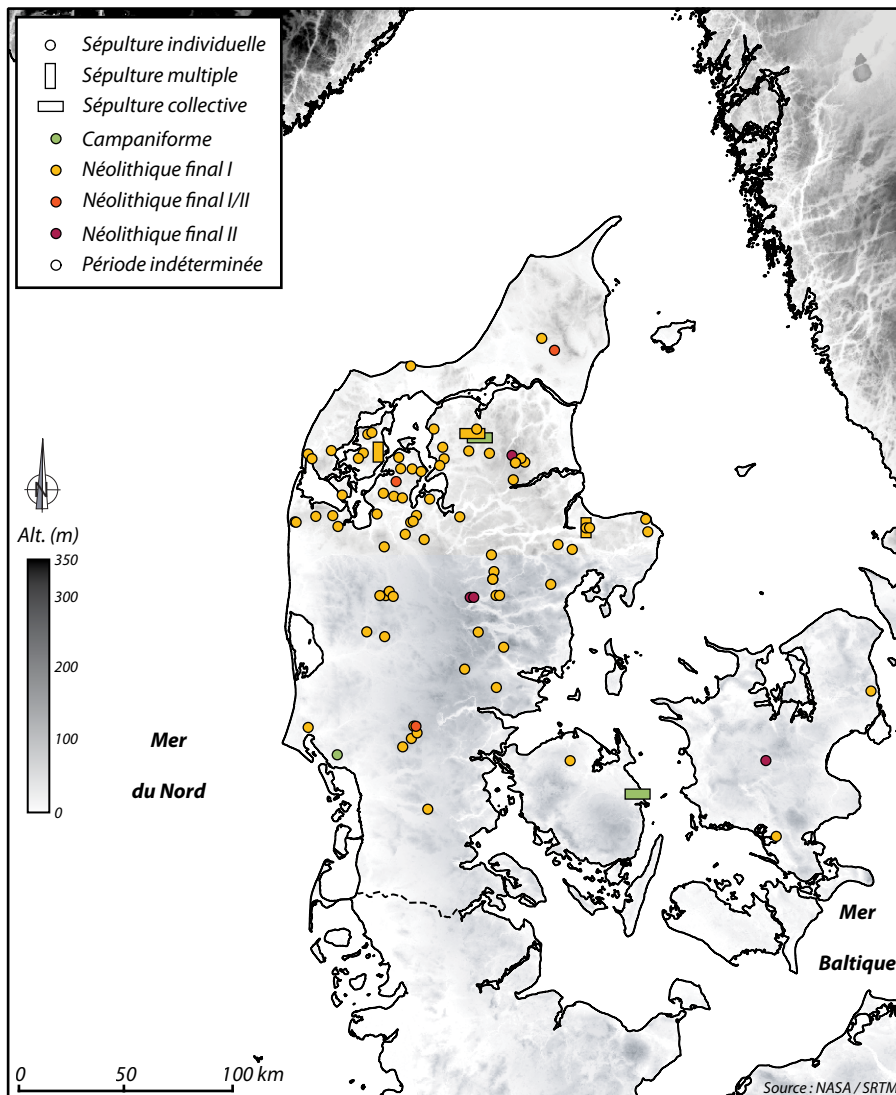 Sépulture individuelle
Sépulture multiple
Sépulture collective
Campaniforme
Néolithique final I
Néolithique final I/II
Néolithique final II
Période indéterminée
N
Alt. (m)
350
300
200
100
0
Mer
du Nord
Mer
Baltique
0 50 100 km
Source : NASA / SRTM